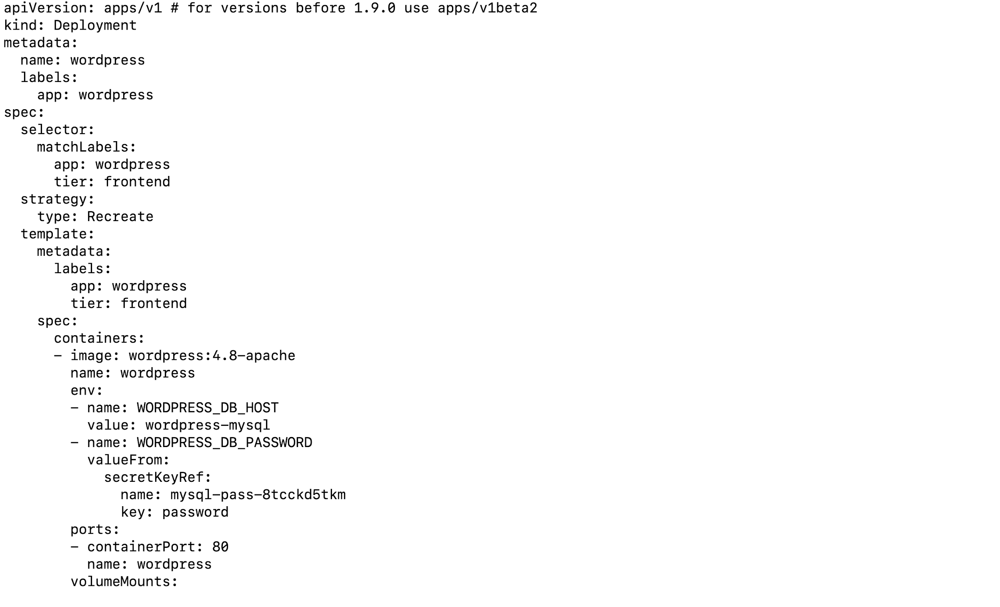 apiVersion: apps/v1 # for versions before 1.9.0 use apps/v1beta2
kind: Deployment
metadata:
  name: wordpress
  labels:
    app: wordpress
spec:
  selector:
    matchLabels:
      app: wordpress
      tier: frontend
  strategy:
    type: Recreate
  template:
    metadata:
      labels:
        app: wordpress
        tier: frontend
    spec:
      containers:
      - image: wordpress:4.8-apache
        name: wordpress
        env:
        - name: WORDPRESS_DB_HOST
          value: wordpress-mysql
        - name: WORDPRESS_DB_PASSWORD
          valueFrom:
            secretKeyRef:
              name: mysql-pass-8tcckd5tkm
              key: password
        ports:
        - containerPort: 80
          name: wordpress
        volumeMounts: